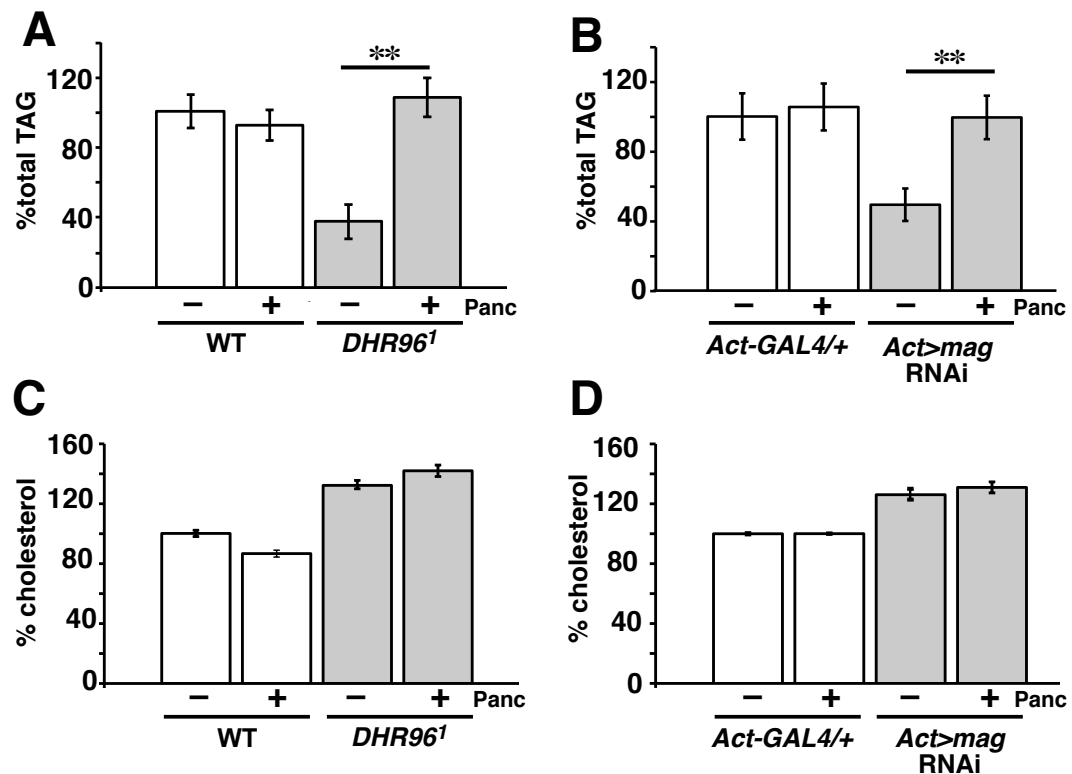 A
%total TAG
120
80
40
0
**
− + − + Panc
WT DHR96¹
B
%total TAG
120
80
40
0
**
− + − + Panc
Act-GAL4/+ Act>mag
RNAi
C
% cholesterol
160
120
80
40
0
− + − + Panc
WT DHR96¹
D
% cholesterol
160
120
80
40
0
− + − + Panc
Act-GAL4/+ Act>mag
RNAi